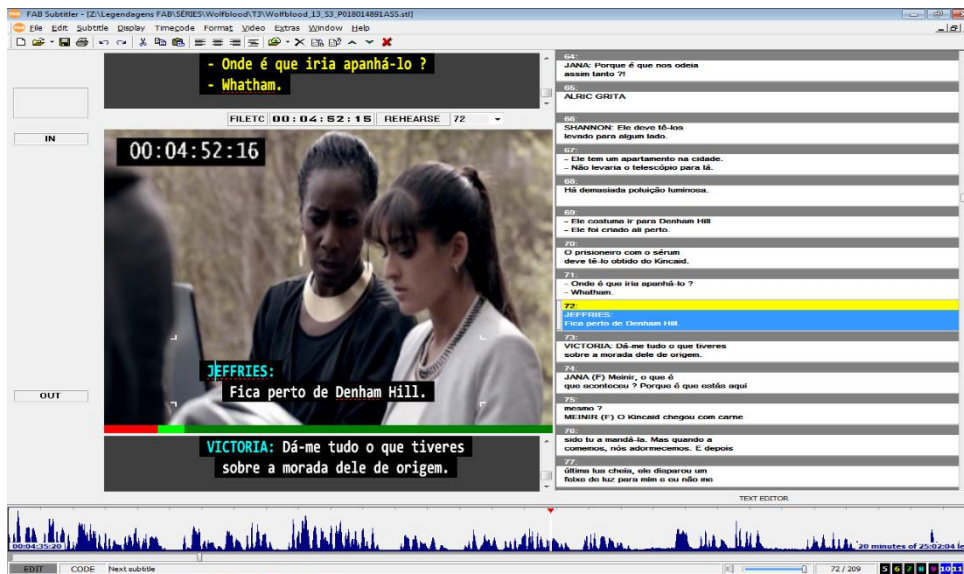 FAB Subtitler - [Z:\Legendagens FAB\SÉRIES\Wolfblood\T3\Wolfblood_13_S3_P018014891ASS.stl]
File Edit Subtitle Display Timecode Format Video Extras Window Help
- Onde é que iria apanhá-lo ?
- Whatham.
FILETC 00:04:52:15 REHEARSE 72
IN
00:04:52:16
JEFFRIES:
Fica perto de Denham Hill.
OUT
VICTORIA: Dá-me tudo o que tiveres
sobre a morada dele de origem.
64:
JANA: Porque é que nos odeia
assim tanto ?!
65:
ALRIC GRITA
66:
SHANNON: Ele deve tê-los
levado para algum lado.
67:
- Ele tem um apartamento na cidade.
- Não levaria o telescópio para lá.
68:
Há demasiada poluição luminosa.
69:
- Ele costuma ir para Denham Hill
- Ele foi criado ali perto.
70:
O prisioneiro com o sérum
deve tê-lo obtido do Kincaid.
71:
- Onde é que iria apanhá-lo ?
- Whatham.
72:
JEFFRIES:
Fica perto de Denham Hill.
73:
VICTORIA: Dá-me tudo o que tiveres
sobre a morada dele de origem.
74:
JANA (F) Meinir, o que é
que aconteceu ? Porque é que estás aqui
75:
mesmo ?
MEINIR (F) O Kincaid chegou com carne
76:
sido tu a mandá-la. Mas quando a
comemos, nós adormecemos. E depois
77:
última lua cheia, ele disparou um
feixe de luz para mim e eu não me
TEXT EDITOR
00:04:35:20
20 minutes of 25:02:04
EDIT CODE Next subtitle
72 / 209
5 6 7 8 9 10 11